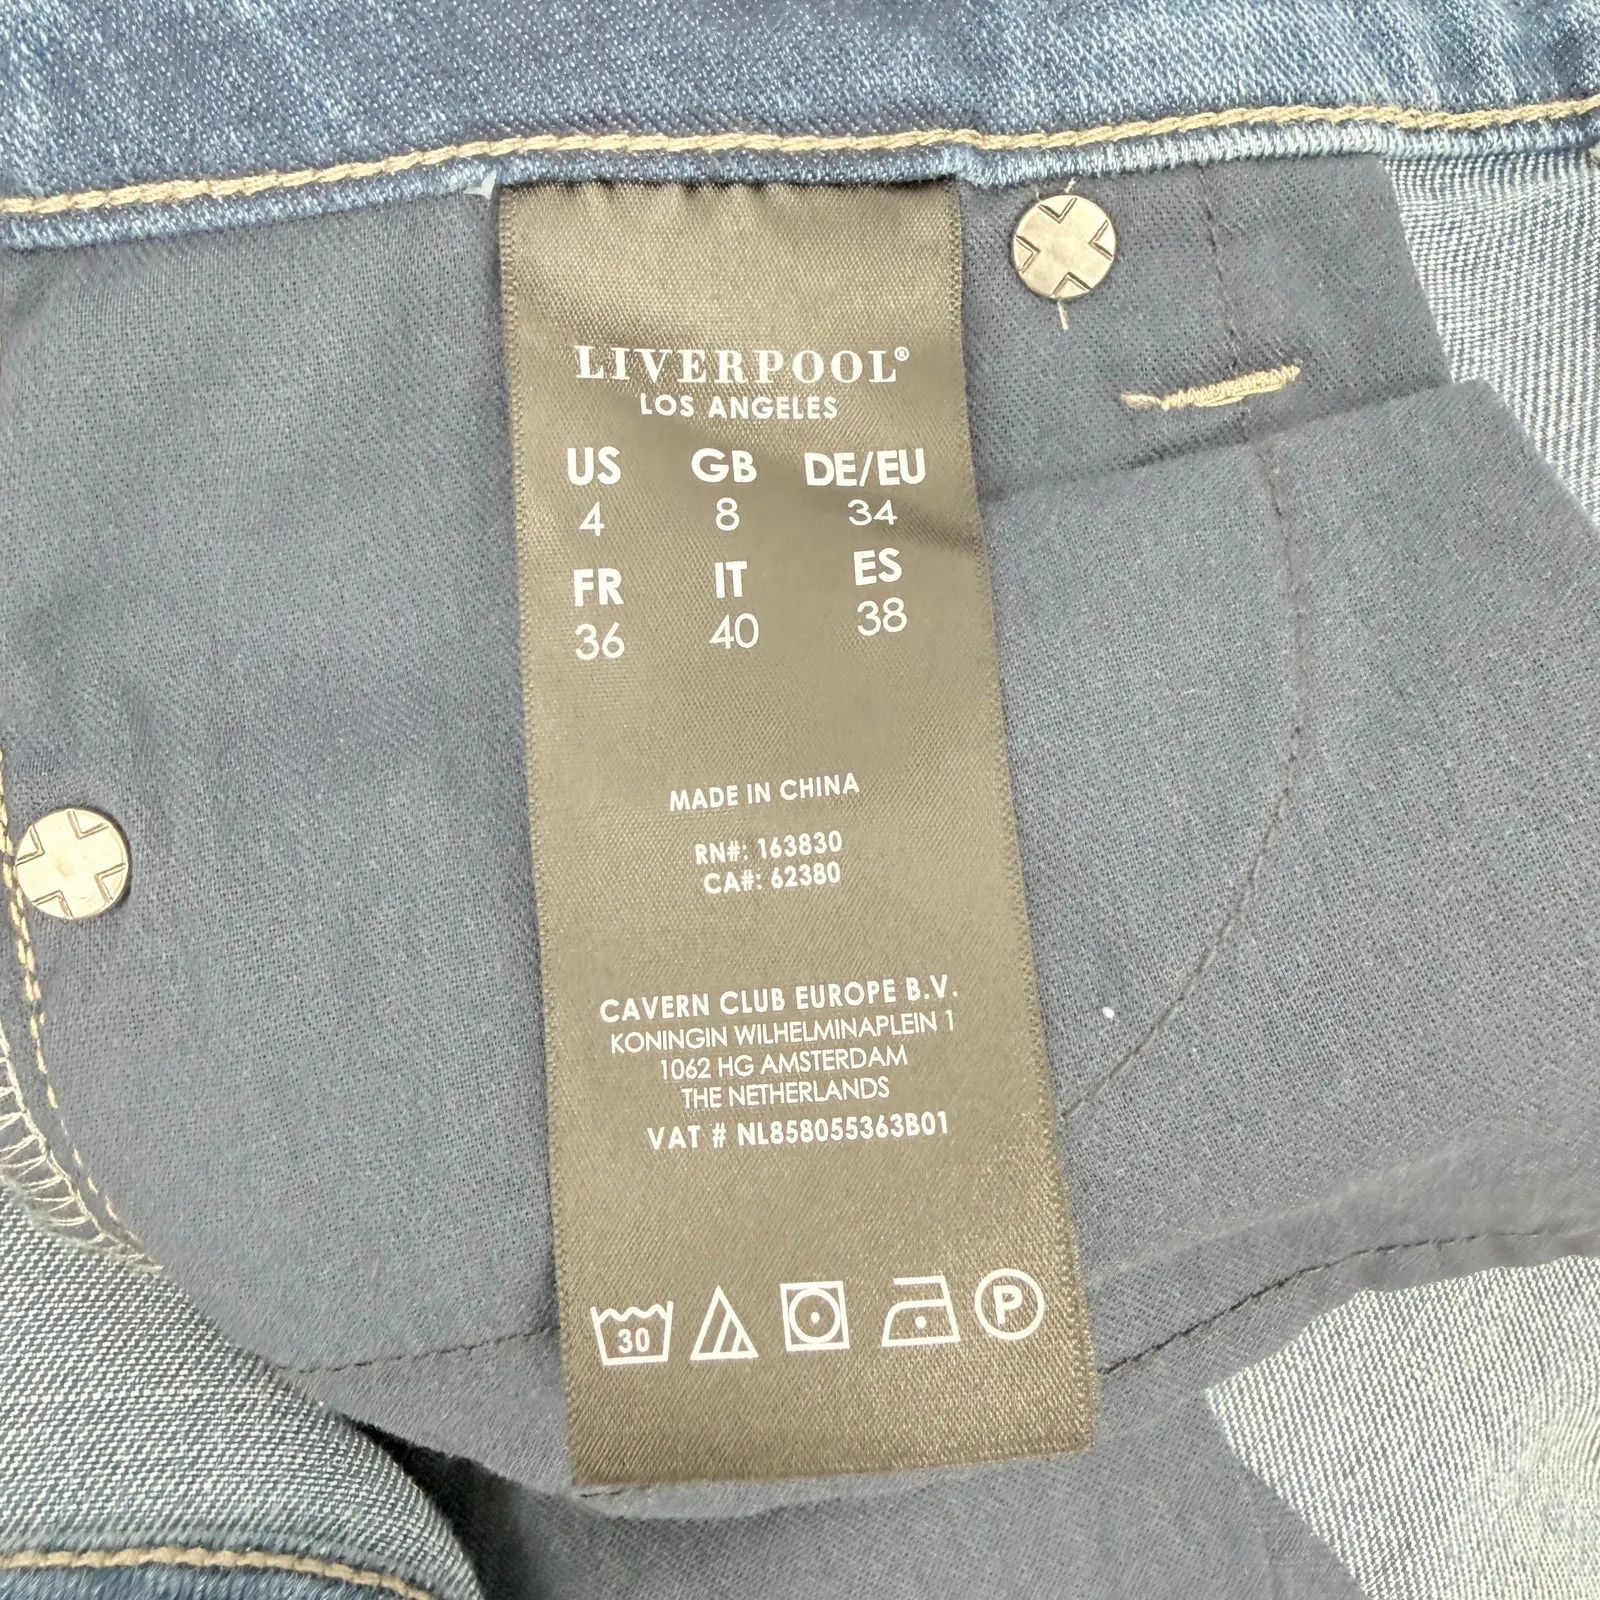 LIVERPOOL®
LOS ANGELES
US GB DE/EU
4 8 34
FR IT ES
36 40 38
MADE IN CHINA
RN#: 163830
CA#: 62380
CAVERN CLUB EUROPE B.V.
KONINGIN WILHELMINAPLEIN 1
1062 HG AMSTERDAM
THE NETHERLANDS
VAT # NL858055363B01
30 P